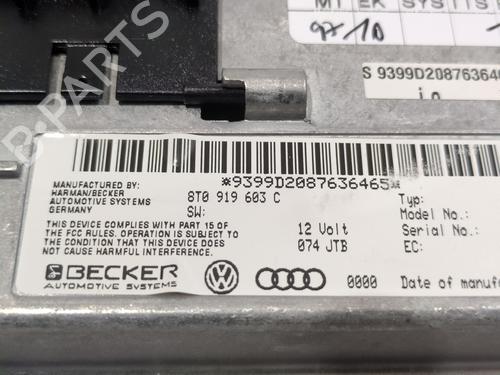 MT EK SYS TIS
97 10
S 9399D208763646
*9399D2087636465*
MANUFACTURED BY:
HARMAN/BECKER
AUTOMOTIVE SYSTEMS
GERMANY
8T0 919 603 C
SW:
Typ:
Model No.:
THIS DEVICE COMPLIES WITH PART 15 OF
THE FCC RULES. OPERATION IS SUBJECT TO
THE CONDITION THAT THIS DEVICE DOES
NOT CAUSE HARMFUL INTERFERENCE.
12 Volt
074 JTB
Serial No.:
EC:
BECKER
AUTOMOTIVE SYSTEMS
0000
Date of manuf
B-PARTS